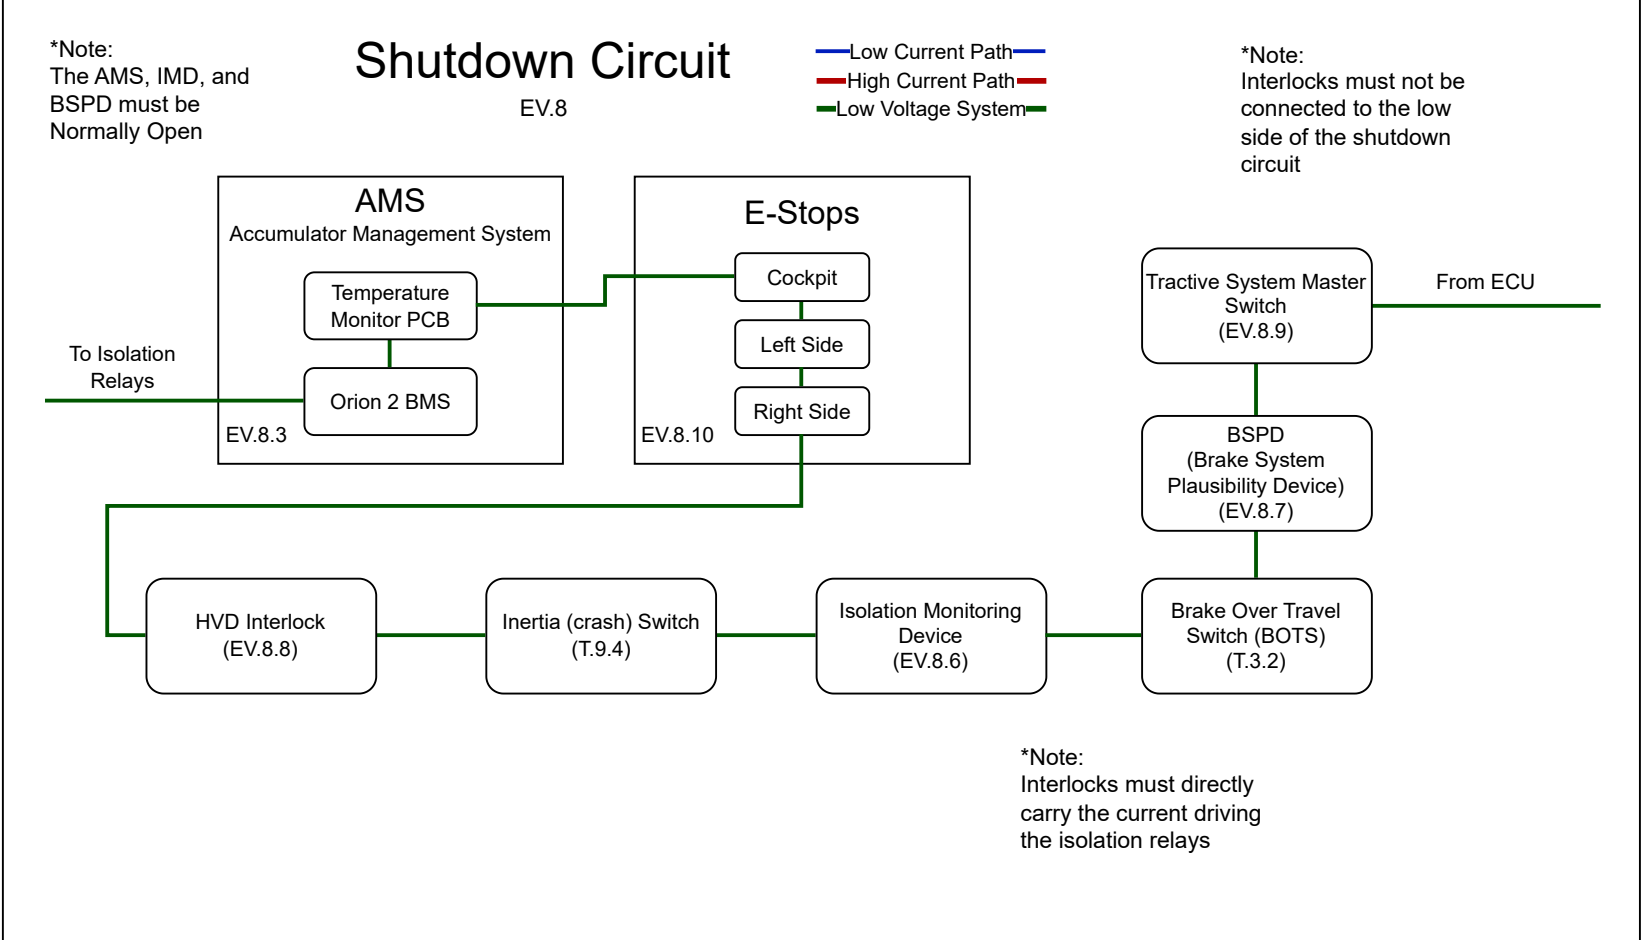 *Note:
The AMS, IMD, and
BSPD must be
Normally Open
Shutdown Circuit
EV.8
Low Current Path
High Current Path
Low Voltage System
*Note:
Interlocks must not be
connected to the low
side of the shutdown
circuit
AMS
Accumulator Management System
Temperature
Monitor PCB
Orion 2 BMS
EV.8.3
To Isolation
Relays
E-Stops
Cockpit
Left Side
Right Side
EV.8.10
Tractive System Master
Switch
(EV.8.9)
From ECU
BSPD
(Brake System
Plausibility Device)
(EV.8.7)
HVD Interlock
(EV.8.8)
Inertia (crash) Switch
(T.9.4)
Isolation Monitoring
Device
(EV.8.6)
Brake Over Travel
Switch (BOTS)
(T.3.2)
*Note:
Interlocks must directly
carry the current driving
the isolation relays